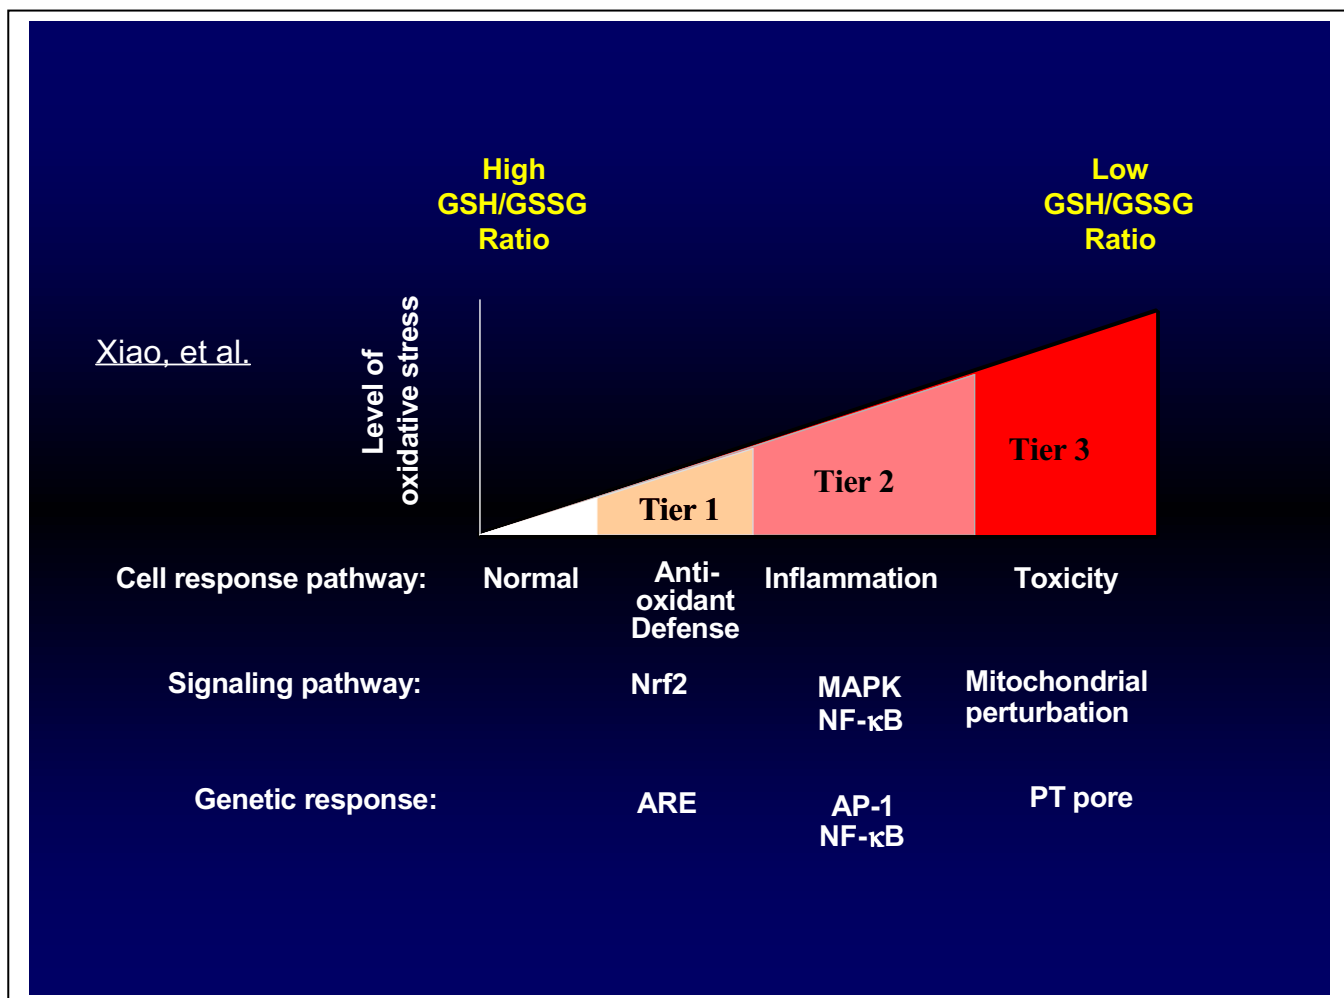 High
GSH/GSSG
Ratio
Low
GSH/GSSG
Ratio
Xiao, et al.
Level of
oxidative stress
Tier 1
Tier 2
Tier 3
Cell response pathway:
Normal
Anti-
oxidant
Defense
Inflammation
Toxicity
Signaling pathway:
Nrf2
MAPK
NF-κB
Mitochondrial
perturbation
Genetic response:
ARE
AP-1
NF-κB
PT pore